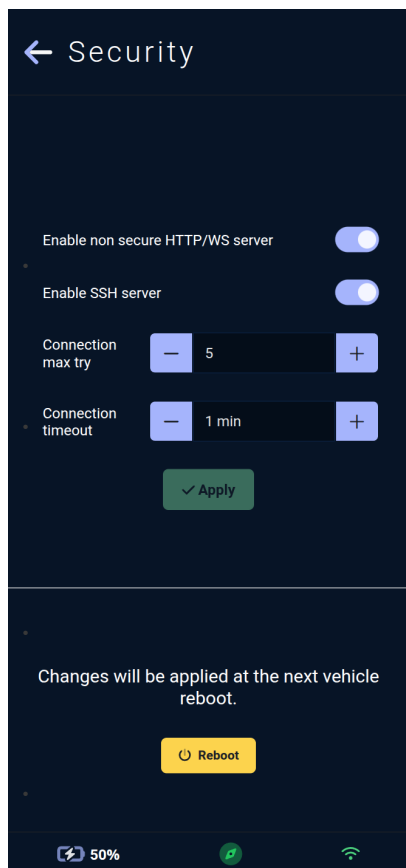 Security
Enable non secure HTTP/WS server
Enable SSH server
Connection
max try
5
Connection
timeout
1 min
Apply
Changes will be applied at the next vehicle
reboot.
Reboot
50%